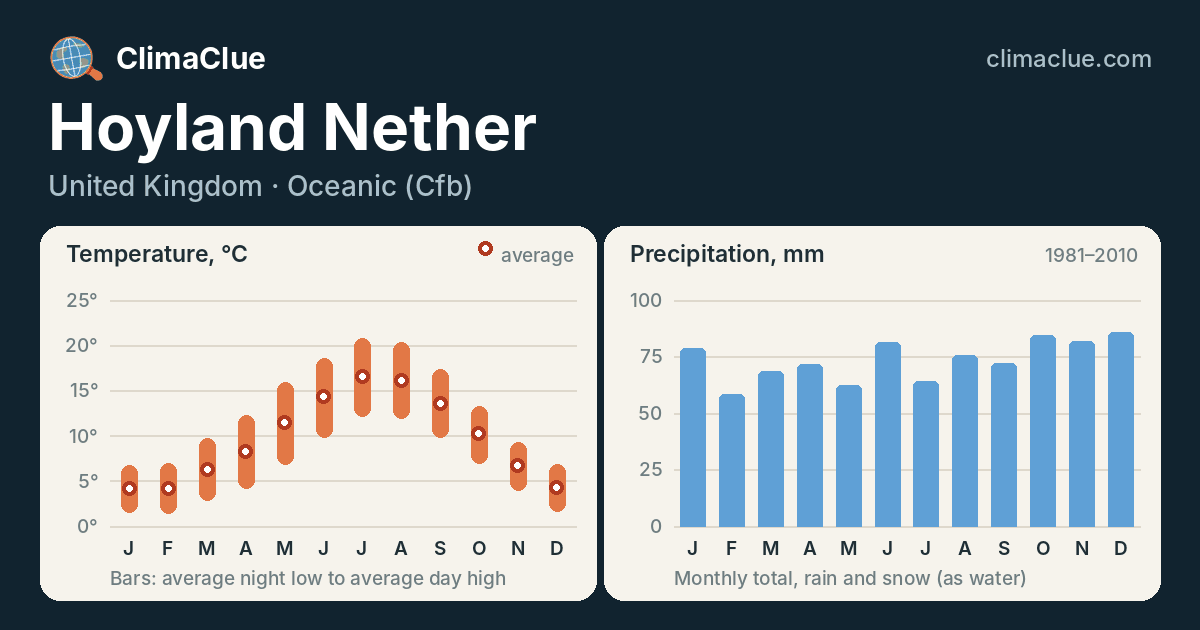 ClimaClue
climaclue.com
Hoyland Nether
United Kingdom · Oceanic (Cfb)
Temperature, °C
average
25°
20°
15°
10°
5°
0°
J F M A M J J A S O N D
Bars: average night low to average day high
Precipitation, mm
1981–2010
100
75
50
25
0
J F M A M J J A S O N D
Monthly total, rain and snow (as water)